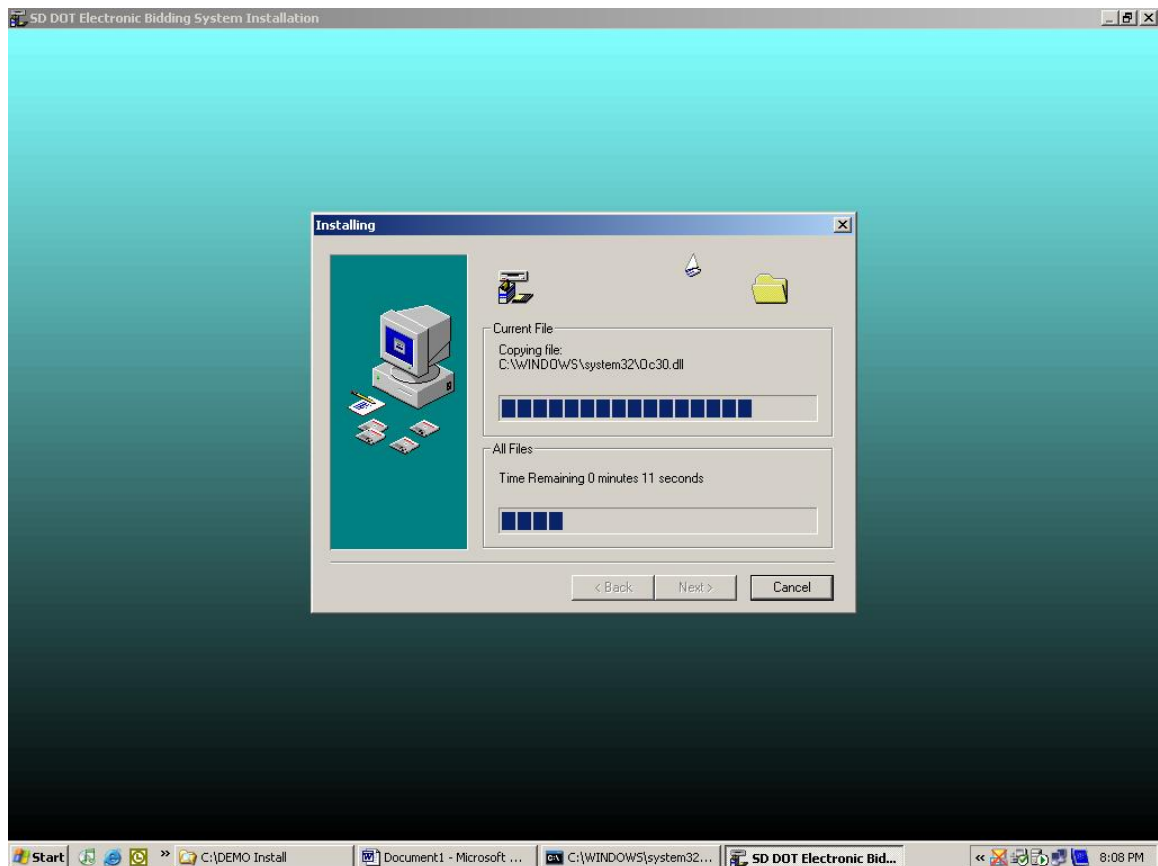 SD DOT Electronic Bidding System Installation
Installing
Current File
Copying file:
C:\WINDOWS\system32\Oc30.dll
All Files
Time Remaining 0 minutes 11 seconds
< Back
Next >
Cancel
Start
»
C:\DEMO Install
Document1 - Microsoft ...
C:\WINDOWS\system32...
SD DOT Electronic Bid...
«
8:08 PM